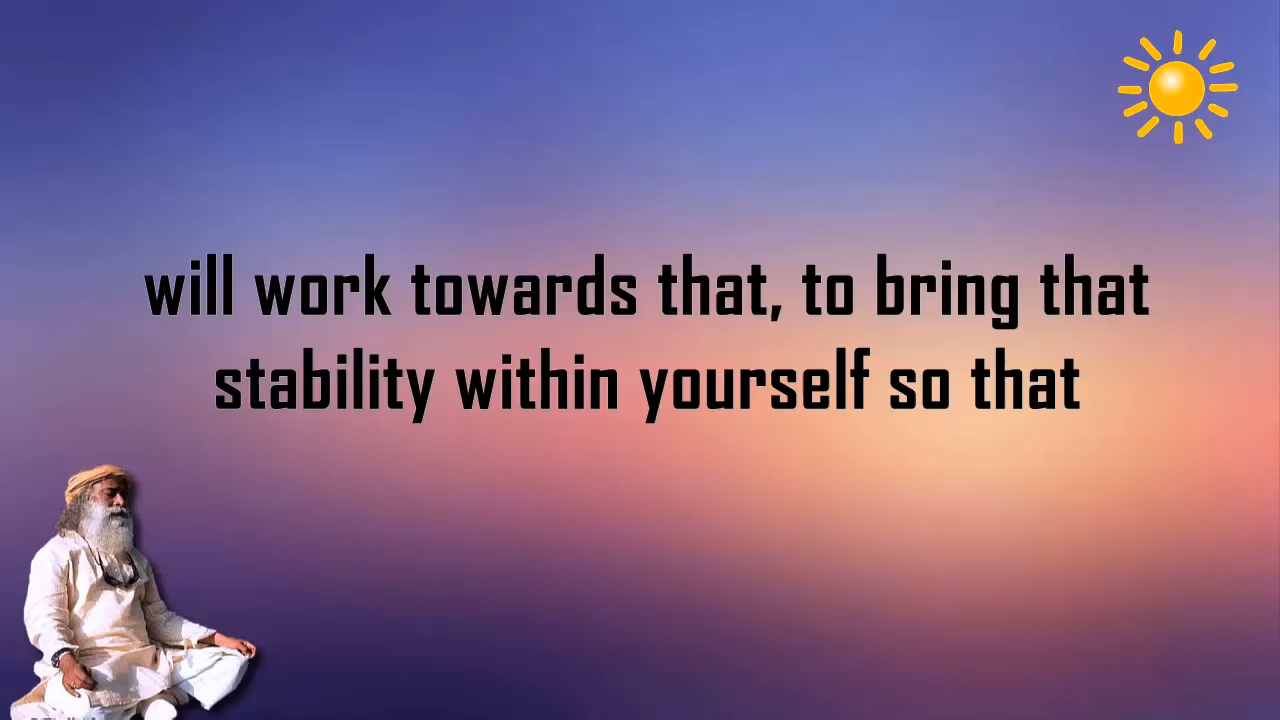 will work towards that, to bring that
stability within yourself so that